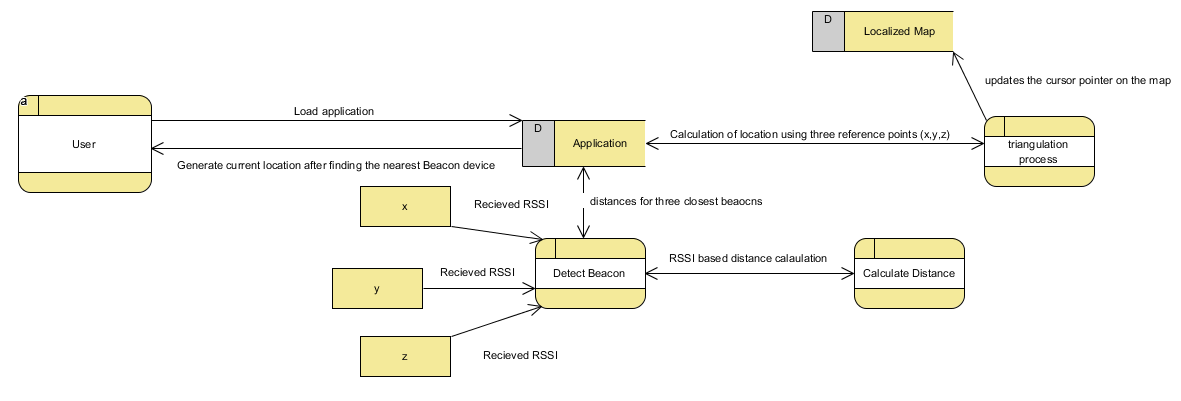 D
Localized Map
updates the cursor pointer on the map
a
Load application
D
User
Application
Calculation of location using three reference points (x,y,z)
triangulation
process
Generate current location after finding the nearest Beacon device
x
Recieved RSSI
distances for three closest beaocns
y
Recieved RSSI
Detect Beacon
RSSI based distance calaulation
Calculate Distance
z
Recieved RSSI